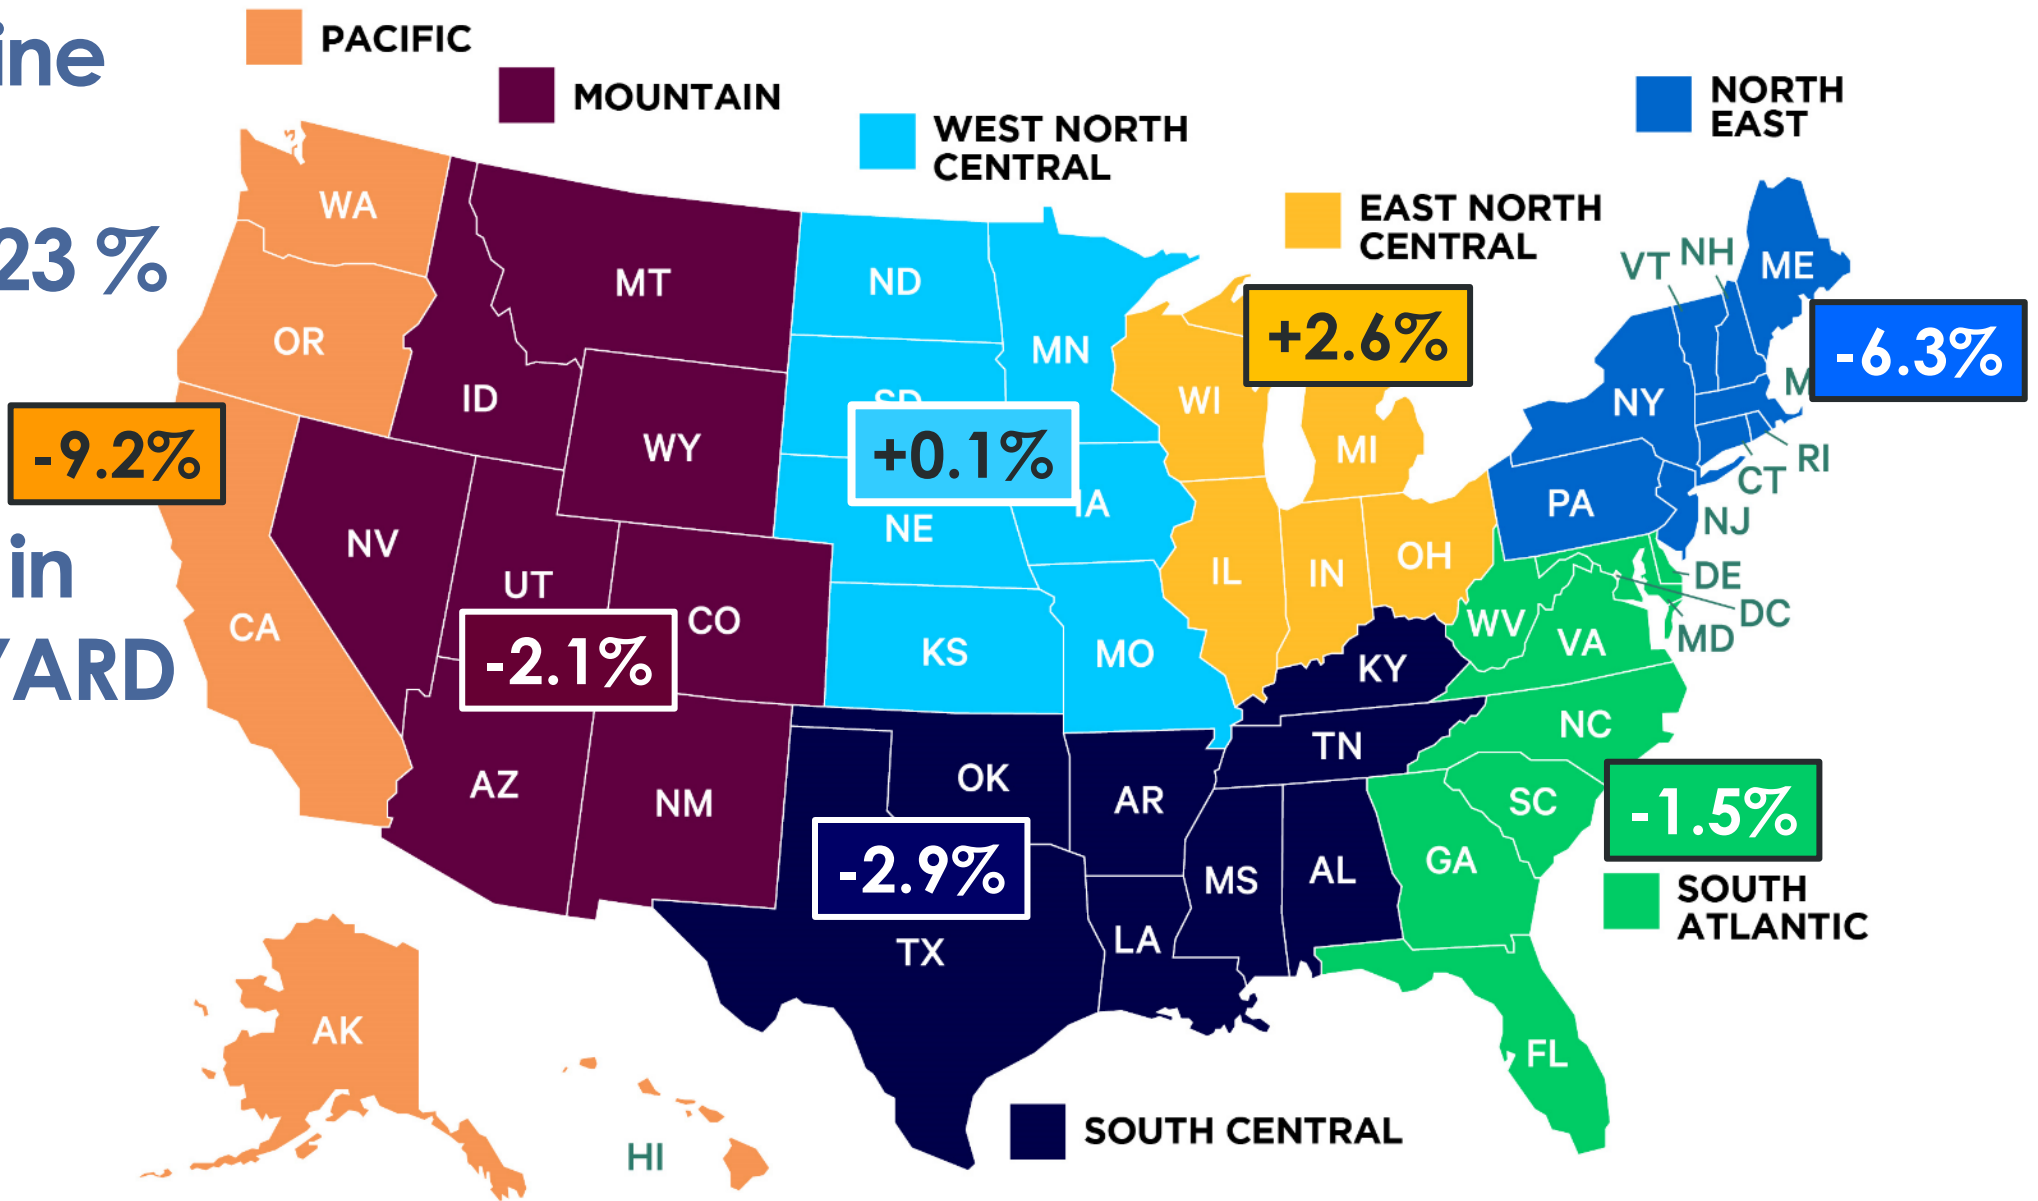 ine
23 %
in
YARD
PACIFIC
MOUNTAIN
WEST NORTH
CENTRAL
EAST NORTH
CENTRAL
NORTH
EAST
WA
OR
CA
-9.2%
MT
ID
WY
NV
UT
CO
-2.1%
AZ
NM
ND
MN
SD
+0.1%
IA
NE
KS
MO
+2.6%
WI
MI
IL
IN
OH
VT
NH
ME
-6.3%
M
NY
RI
CT
PA
NJ
DE
DC
MD
WV
VA
KY
NC
TN
SC
-1.5%
GA
SOUTH
ATLANTIC
FL
OK
AR
-2.9%
MS
AL
LA
TX
SOUTH CENTRAL
AK
HI